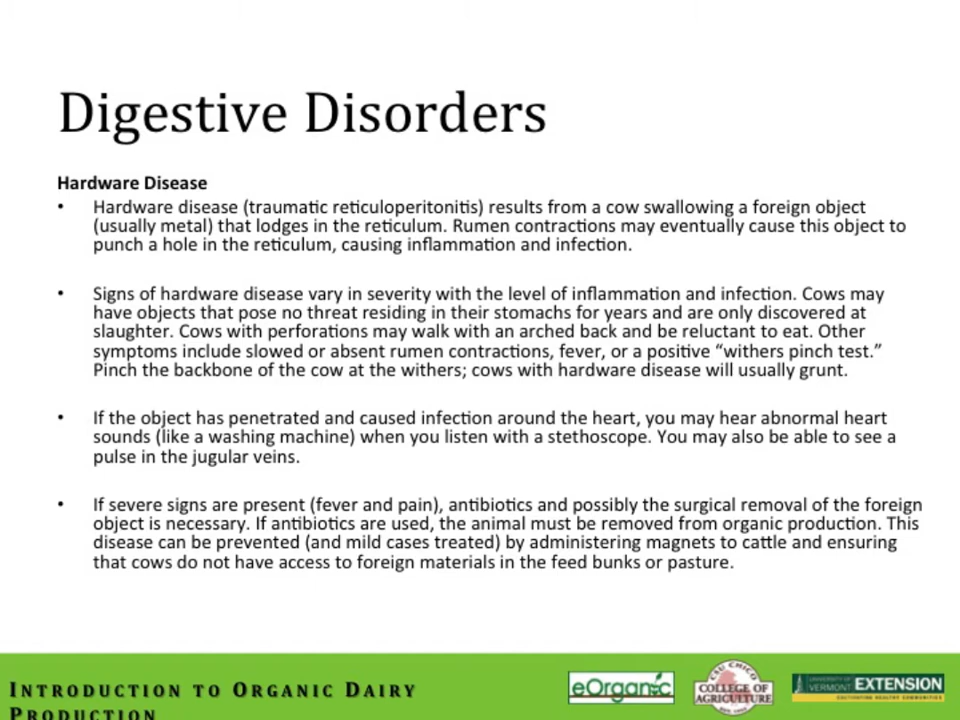 Digestive Disorders
Hardware Disease
• Hardware disease (traumatic reticuloperitonitis) results from a cow swallowing a foreign object
(usually metal) that lodges in the reticulum. Rumen contractions may eventually cause this object to
punch a hole in the reticulum, causing inflammation and infection.
• Signs of hardware disease vary in severity with the level of inflammation and infection. Cows may
have objects that pose no threat residing in their stomachs for years and are only discovered at
slaughter. Cows with perforations may walk with an arched back and be reluctant to eat. Other
symptoms include slowed or absent rumen contractions, fever, or a positive “withers pinch test.”
Pinch the backbone of the cow at the withers; cows with hardware disease will usually grunt.
• If the object has penetrated and caused infection around the heart, you may hear abnormal heart
sounds (like a washing machine) when you listen with a stethoscope. You may also be able to see a
pulse in the jugular veins.
• If severe signs are present (fever and pain), antibiotics and possibly the surgical removal of the foreign
object is necessary. If antibiotics are used, the animal must be removed from organic production. This
disease can be prevented (and mild cases treated) by administering magnets to cattle and ensuring
that cows do not have access to foreign materials in the feed bunks or pasture.
INTRODUCTION TO ORGANIC DAIRY
PRODUCTION
eOrganic
CSU CHICO
COLLEGE OF
AGRICULTURE
UNIVERSITY OF
VERMONT EXTENSION
CULTIVATING HEALTHY COMMUNITIES